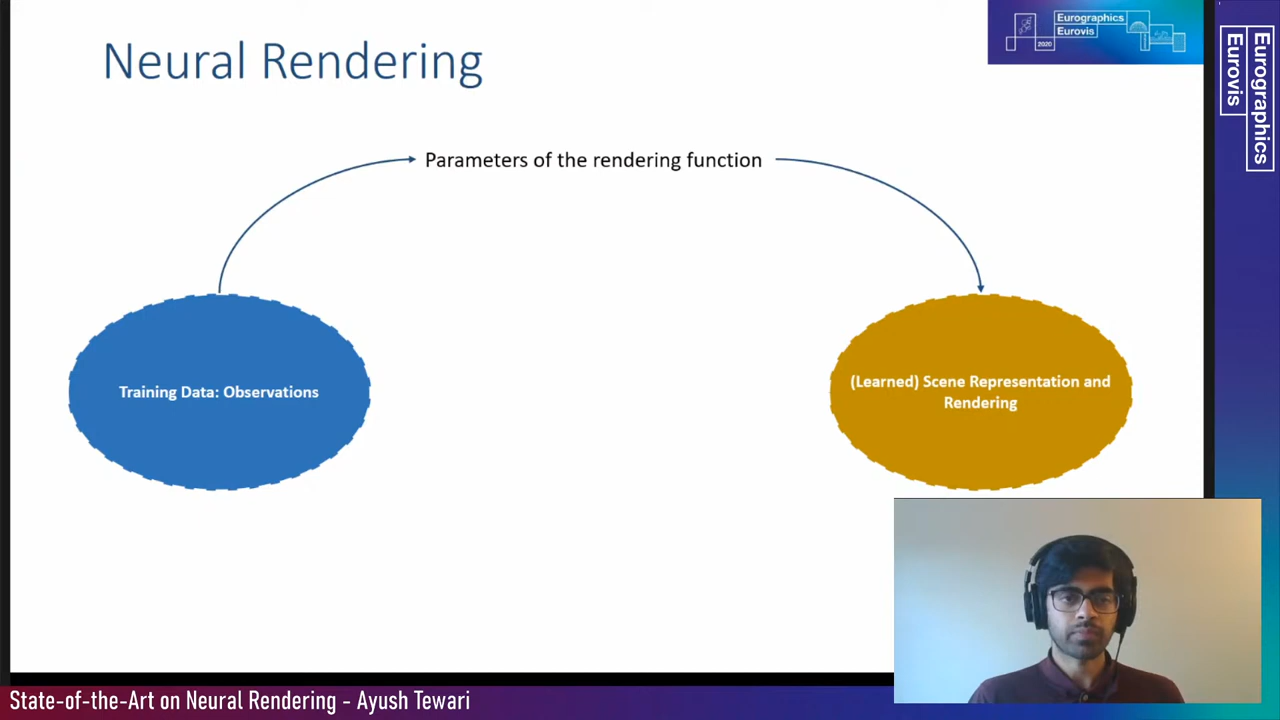 Neural Rendering
Eurographics
Eurovis
2020
Eurographics
Eurovis
Parameters of the rendering function
Training Data: Observations
(Learned) Scene Representation and
Rendering
State-of-the-Art on Neural Rendering - Ayush Tewari